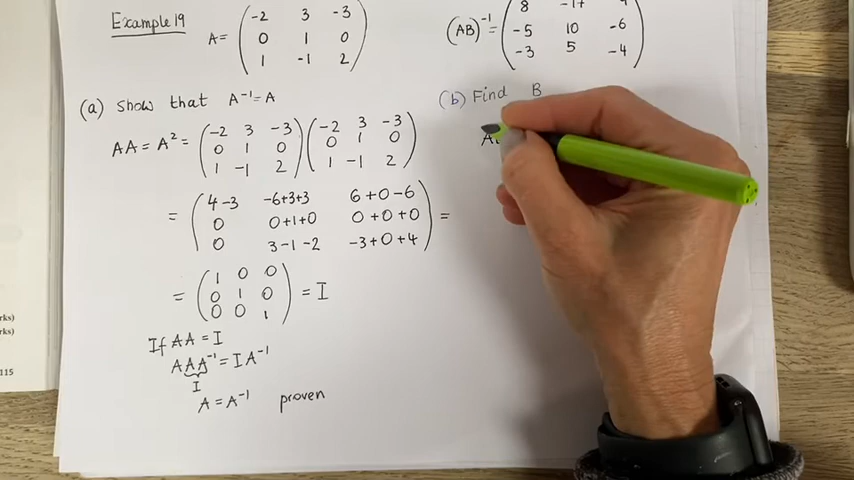 Example 19
A = ( -2 3 -3
0 1 0
1 -1 2 )
(AB)⁻¹ = ( 8 -17
-5 10 -6
-3 5 -4 )
(a) Show that A⁻¹ = A
AA = A² = ( -2 3 -3 ) ( -2 3 -3 )
( 0 1 0 ) ( 0 1 0 )
( 1 -1 2 ) ( 1 -1 2 )
= ( 4-3 -6+3+3 6+0-6 )
( 0 0+1+0 0+0+0 ) =
( 0 3-1-2 -3+0+4 )
= ( 1 0 0 )
( 0 1 0 ) = I
( 0 0 1 )
If AA = I
AAA⁻¹ = IA⁻¹
I
A = A⁻¹ proven
(b) Find B
A
rks)
rks)
115